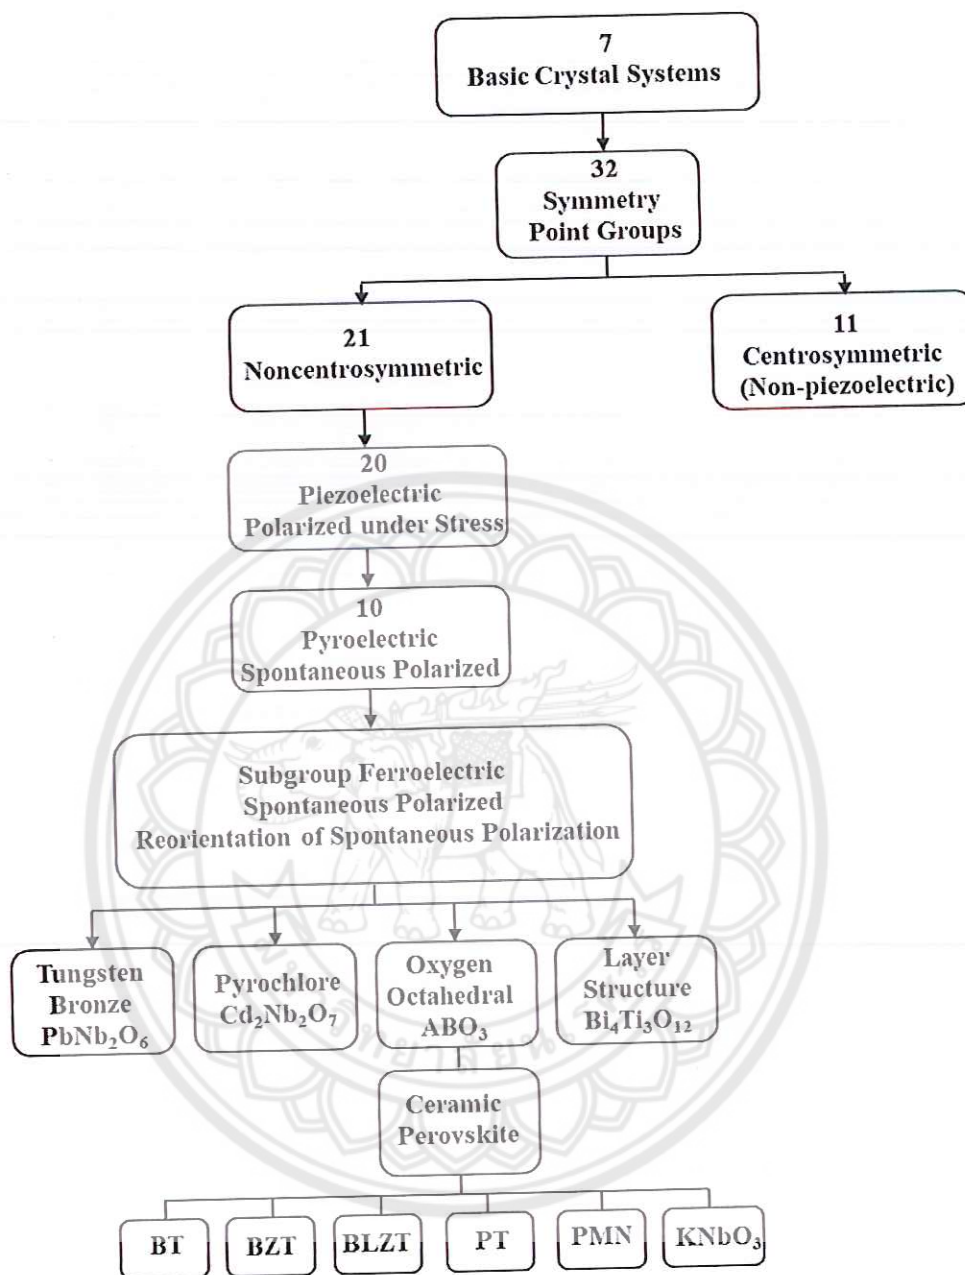 7
Basic Crystal Systems
32
Symmetry
Point Groups
21
Noncentrosymmetric
11
Centrosymmetric
(Non-piezoelectric)
20
Piezoelectric
Polarized under Stress
10
Pyroelectric
Spontaneous Polarized
Subgroup Ferroelectric
Spontaneous Polarized
Reorientation of Spontaneous Polarization
Tungsten
Bronze
PbNb₂O₆
Pyrochlore
Cd₂Nb₂O₇
Oxygen
Octahedral
ABO₃
Layer
Structure
Bi₄Ti₃O₁₂
Ceramic
Perovskite
BT
BZT
BLZT
PT
PMN
KNbO₃